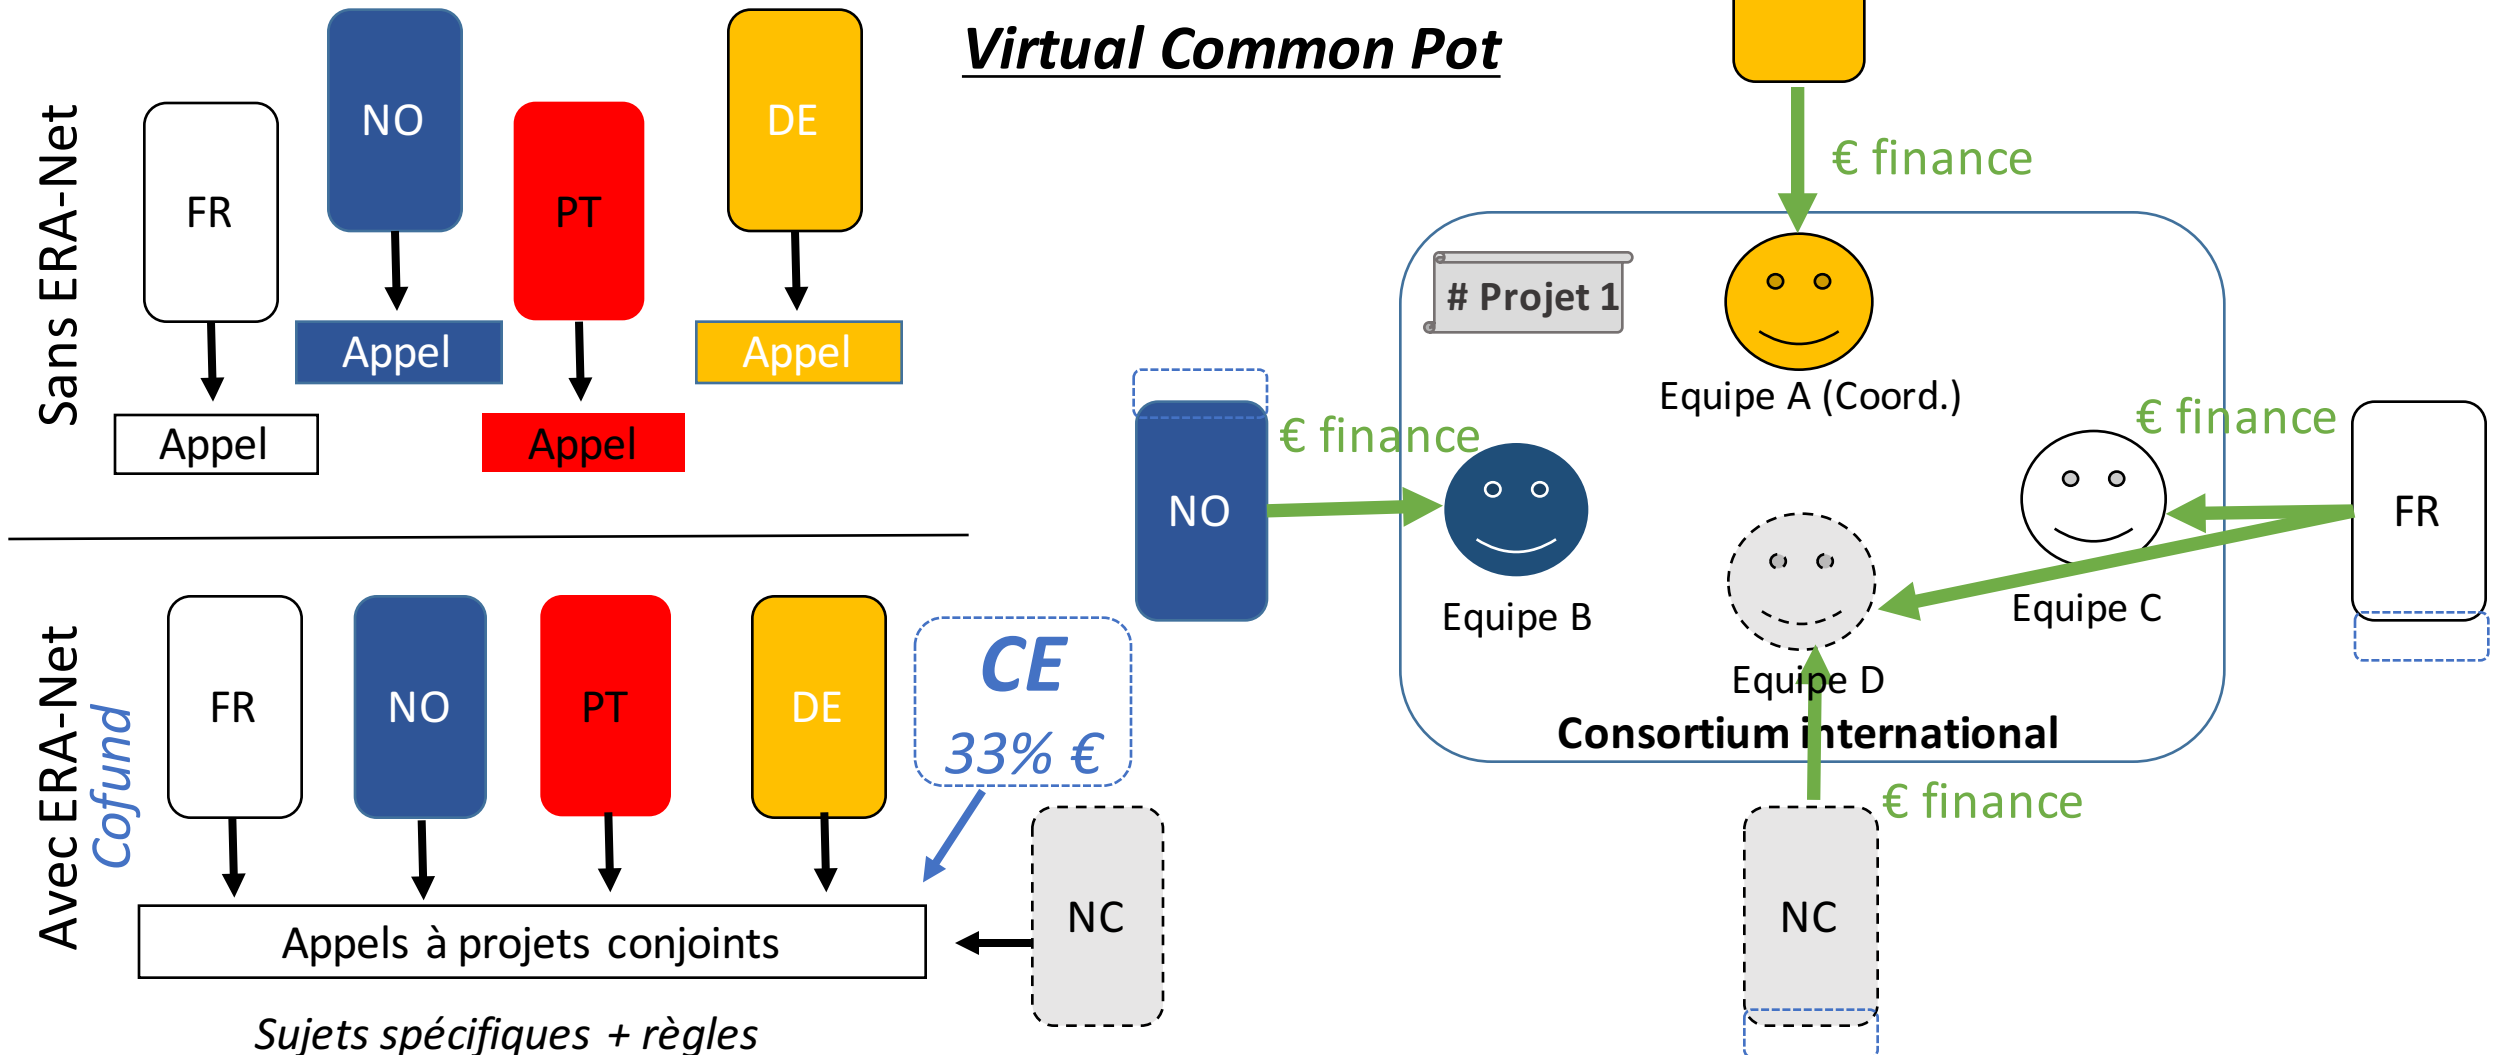 Virtual Common Pot
Sans ERA-Net
FR
NO
PT
DE
Appel
Appel
Appel
Appel
Avec ERA-Net
Cofund
FR
NO
PT
DE
CE
33% €
NC
Appels à projets conjoints
Sujets spécifiques + règles
€ finance
# Projet 1
Equipe A (Coord.)
€ finance
NO
Equipe B
€ finance
FR
Equipe C
Equipe D
Consortium international
€ finance
NC